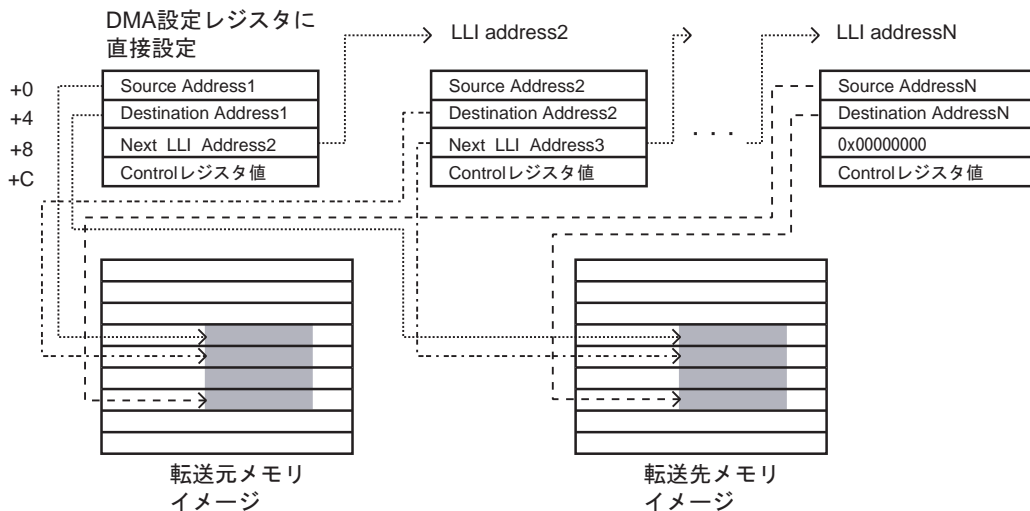 DMA設定レジスタに
直接設定
LLI address2
LLI addressN
+0
+4
+8
+C
Source Address1
Destination Address1
Next LLI Address2
Controlレジスタ値
Source Address2
Destination Address2
Next LLI Address3
Controlレジスタ値
. . .
Source AddressN
Destination AddressN
0x00000000
Controlレジスタ値
転送元メモリ
イメージ
転送先メモリ
イメージ